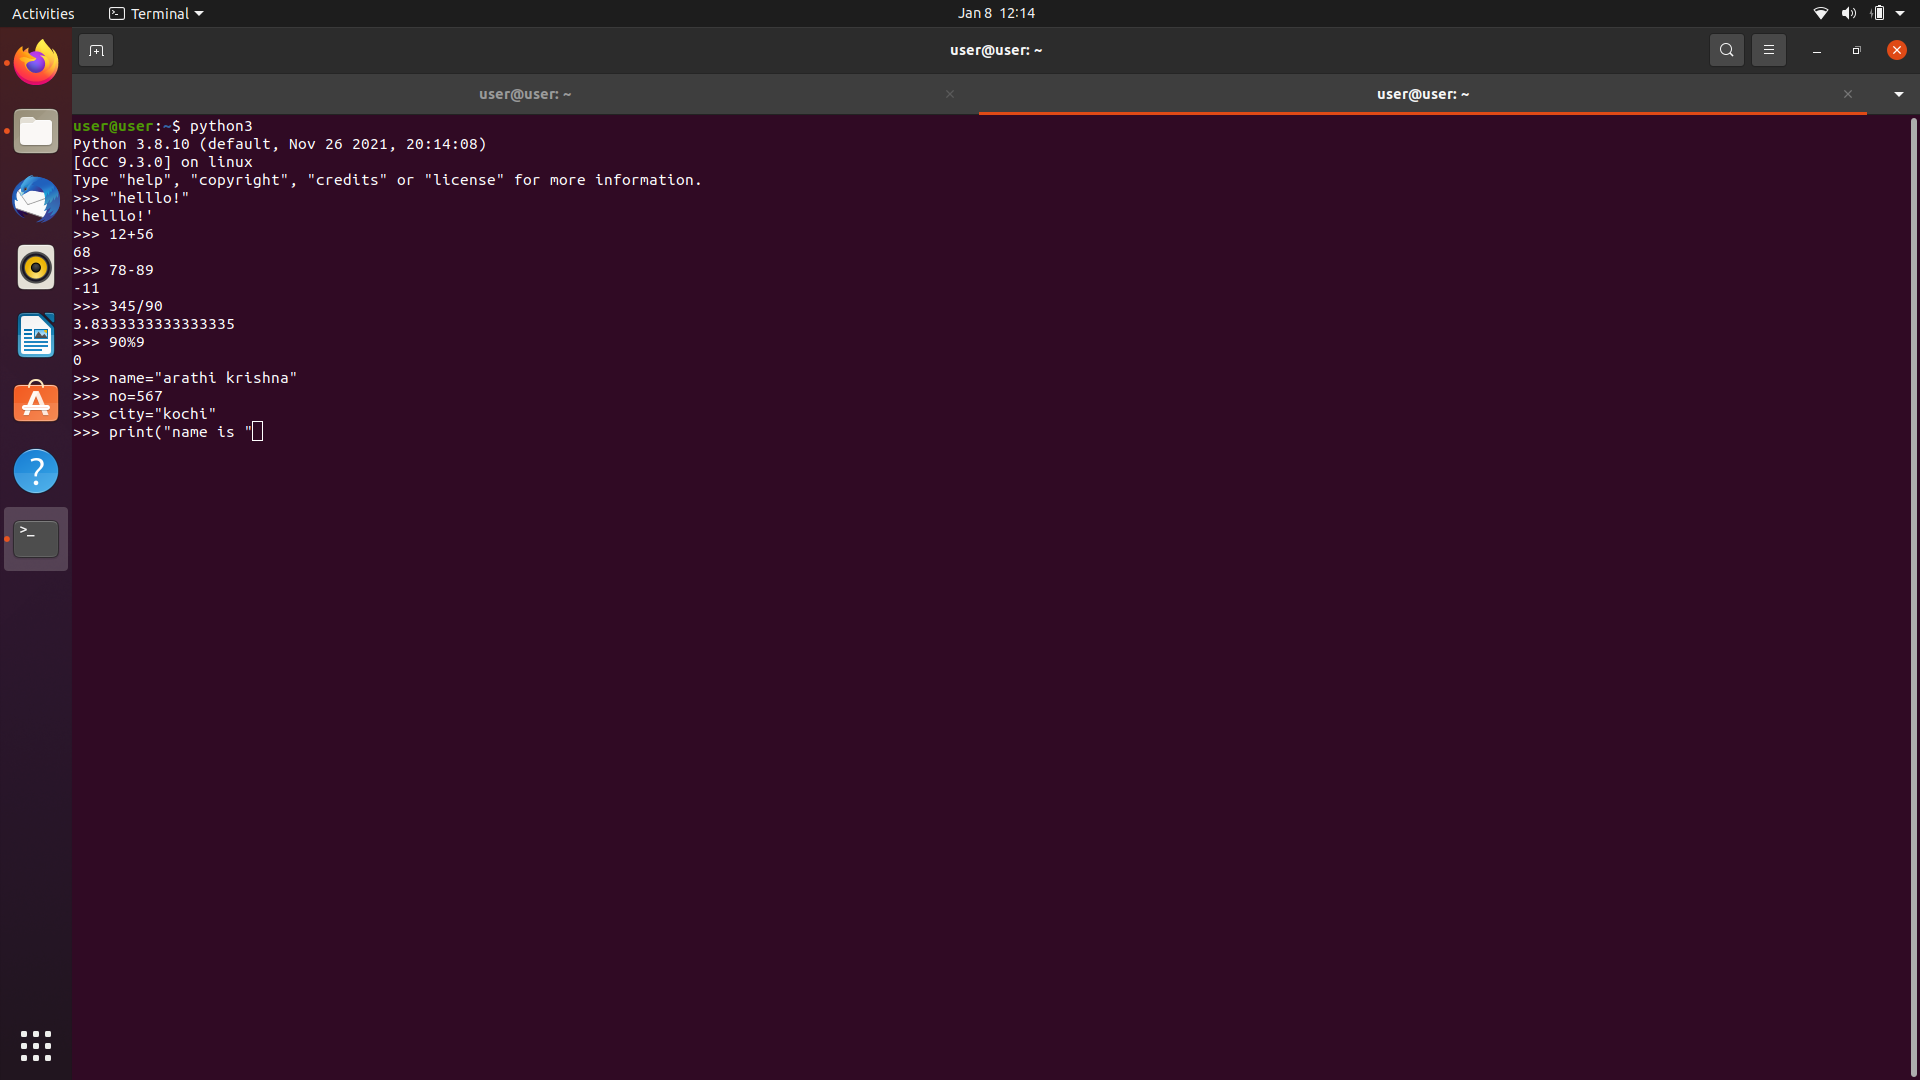 Activities Terminal Jan 8 12:14
user@user: ~
user@user: ~ user@user: ~
user@user:~$ python3
Python 3.8.10 (default, Nov 26 2021, 20:14:08)
[GCC 9.3.0] on linux
Type "help", "copyright", "credits" or "license" for more information.
>>> "helllo!"
'helllo!'
>>> 12+56
68
>>> 78-89
-11
>>> 345/90
3.8333333333333335
>>> 90%9
0
>>> name="arathi krishna"
>>> no=567
>>> city="kochi"
>>> print("name is "